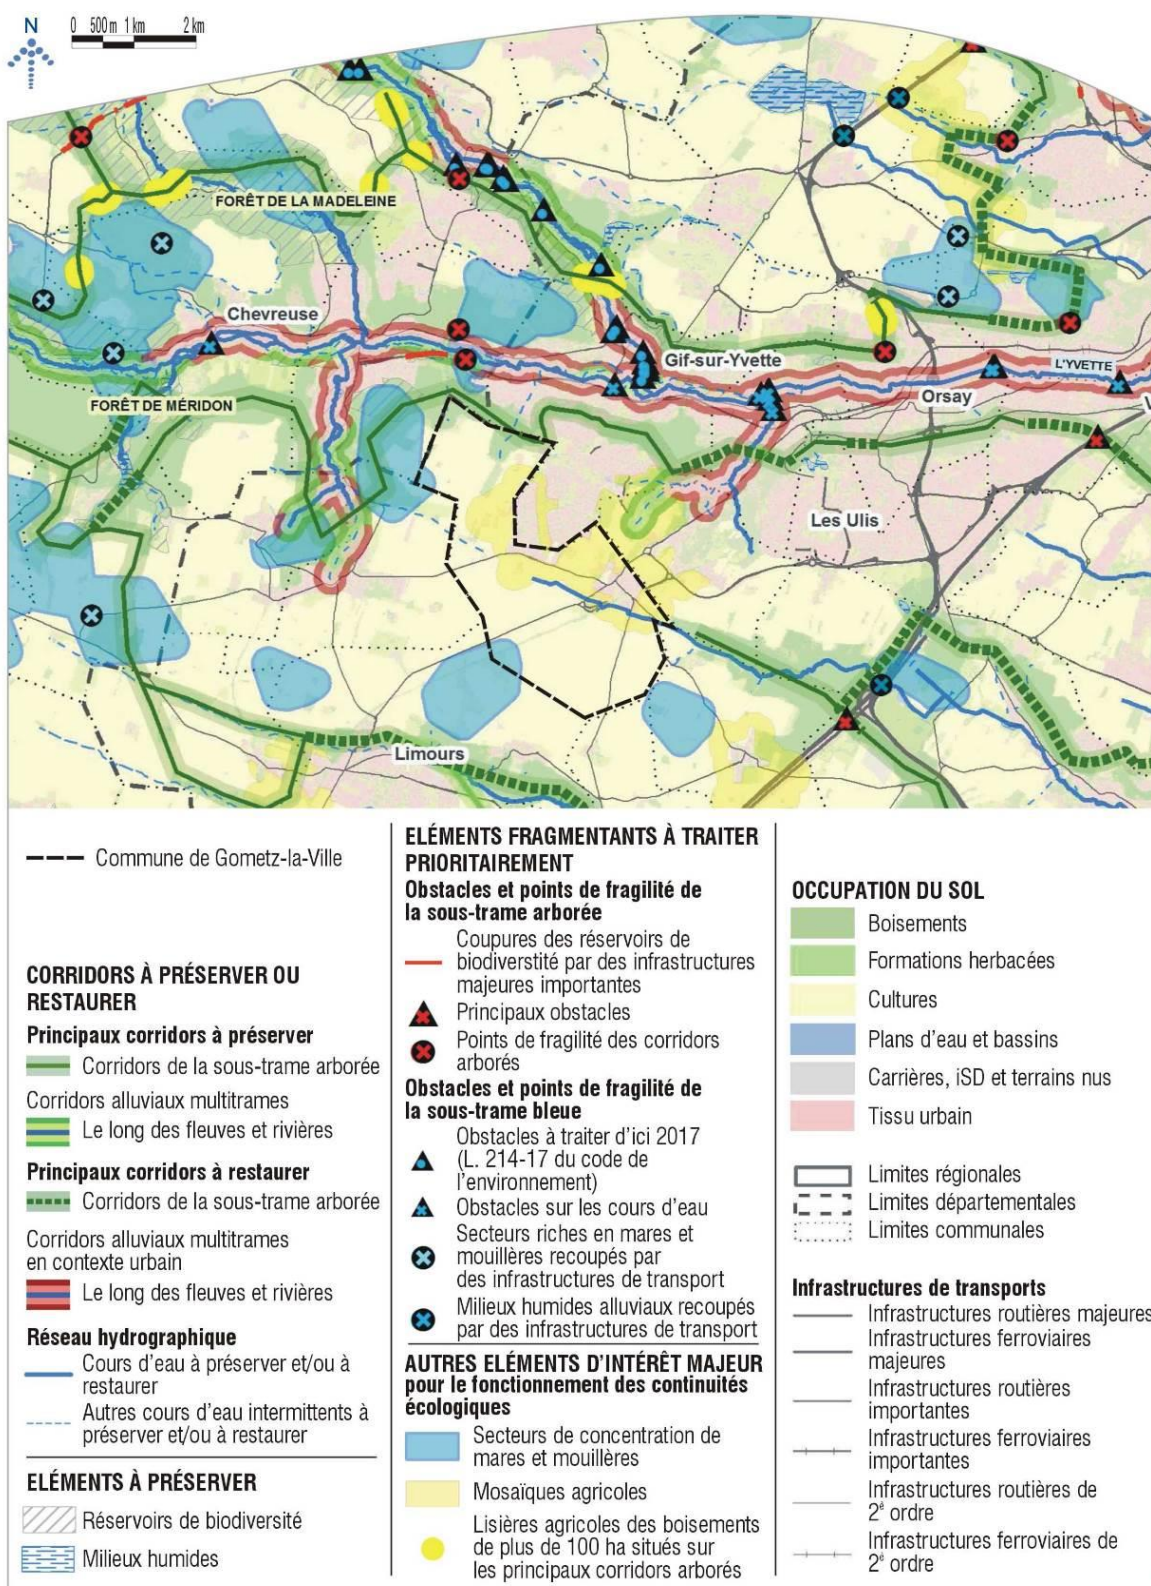 N
0 500 m 1 km 2 km
FORÊT DE LA MADELEINE
Chevreuse
Gif-sur-Yvette
L'YVETTE
Orsay
FORÊT DE MÉRIDON
Les Ulis
Limours
Commune de Gometz-la-Ville
CORRIDORS À PRÉSERVER OU
RESTAURER
Principaux corridors à préserver
Corridors de la sous-trame arborée
Corridors alluviaux multitrames
Le long des fleuves et rivières
Principaux corridors à restaurer
Corridors de la sous-trame arborée
Corridors alluviaux multitrames
en contexte urbain
Le long des fleuves et rivières
Réseau hydrographique
Cours d'eau à préserver et/ou à
restaurer
Autres cours d'eau intermittents à
préserver et/ou à restaurer
ELÉMENTS À PRÉSERVER
Réservoirs de biodiversité
Milieux humides
ELÉMENTS FRAGMENTANTS À TRAITER
PRIORITAIREMENT
Obstacles et points de fragilité de
la sous-trame arborée
Coupures des réservoirs de
biodiverstité par des infrastructures
majeures importantes
Principaux obstacles
Points de fragilité des corridors
arborés
Obstacles et points de fragilité de
la sous-trame bleue
Obstacles à traiter d'ici 2017
(L. 214-17 du code de
l'environnement)
Obstacles sur les cours d'eau
Secteurs riches en mares et
mouillères recoupés par
des infrastructures de transport
Milieux humides alluviaux recoupés
par des infrastructures de transport
AUTRES ELÉMENTS D'INTÉRÊT MAJEUR
pour le fonctionnement des continuités
écologiques
Secteurs de concentration de
mares et mouillères
Mosaïques agricoles
Lisières agricoles des boisements
de plus de 100 ha situés sur
les principaux corridors arborés
OCCUPATION DU SOL
Boisements
Formations herbacées
Cultures
Plans d'eau et bassins
Carrières, iSD et terrains nus
Tissu urbain
Limites régionales
Limites départementales
Limites communales
Infrastructures de transports
Infrastructures routières majeures
Infrastructures ferroviaires
majeures
Infrastructures routières
importantes
Infrastructures ferroviaires
importantes
Infrastructures routières de
2è ordre
Infrastructures ferroviaires de
2è ordre